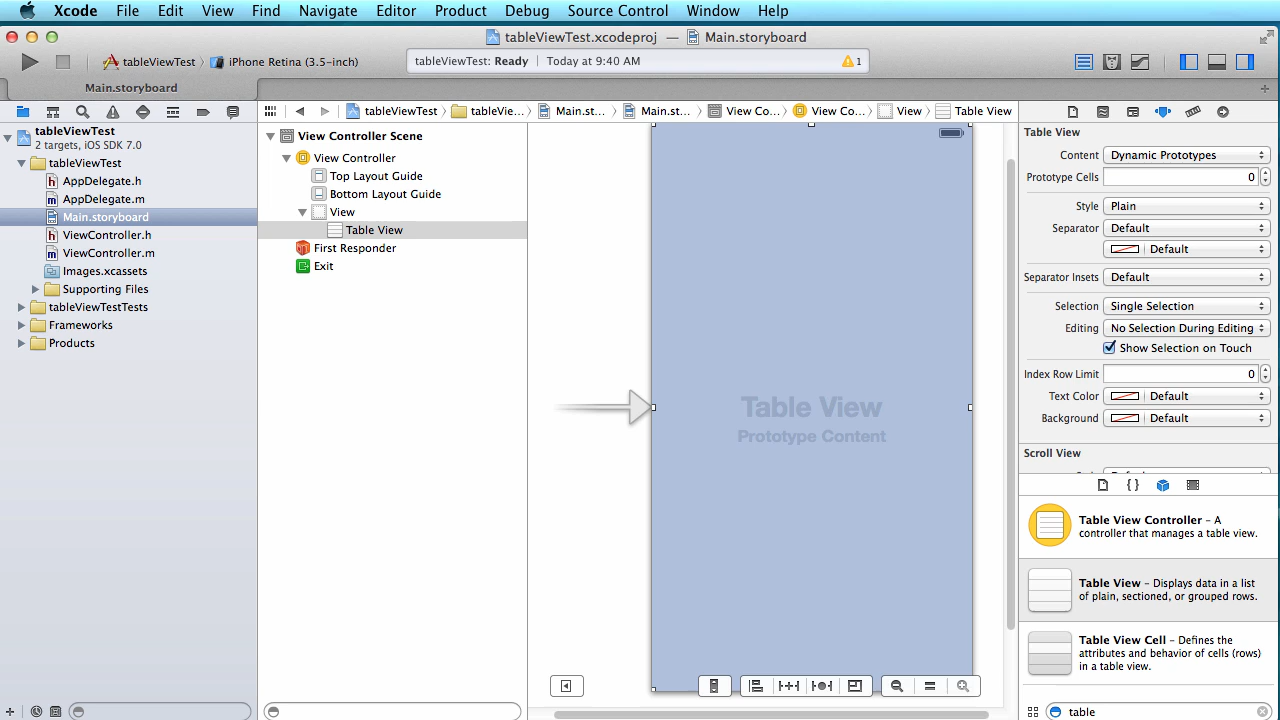 Xcode File Edit View Find Navigate Editor Product Debug Source Control Window Help
tableViewTest.xcodeproj — Main.storyboard
tableViewTest iPhone Retina (3.5-inch) tableViewTest: Ready Today at 9:40 AM 1
Main.storyboard
tableViewTest tableVie... Main.st... Main.st... View Co... View Co... View Table View
tableViewTest
2 targets, iOS SDK 7.0
tableViewTest
AppDelegate.h
AppDelegate.m
Main.storyboard
ViewController.h
ViewController.m
Images.xcassets
Supporting Files
tableViewTestTests
Frameworks
Products
View Controller Scene
View Controller
Top Layout Guide
Bottom Layout Guide
View
Table View
First Responder
Exit
Table View
Prototype Content
Table View
Content Dynamic Prototypes
Prototype Cells 0
Style Plain
Separator Default
Default
Separator Insets Default
Selection Single Selection
Editing No Selection During Editing
Show Selection on Touch
Index Row Limit 0
Text Color Default
Background Default
Scroll View
Table View Controller – A
controller that manages a table view.
Table View – Displays data in a list
of plain, sectioned, or grouped rows.
Table View Cell – Defines the
attributes and behavior of cells (rows)
in a table view.
table